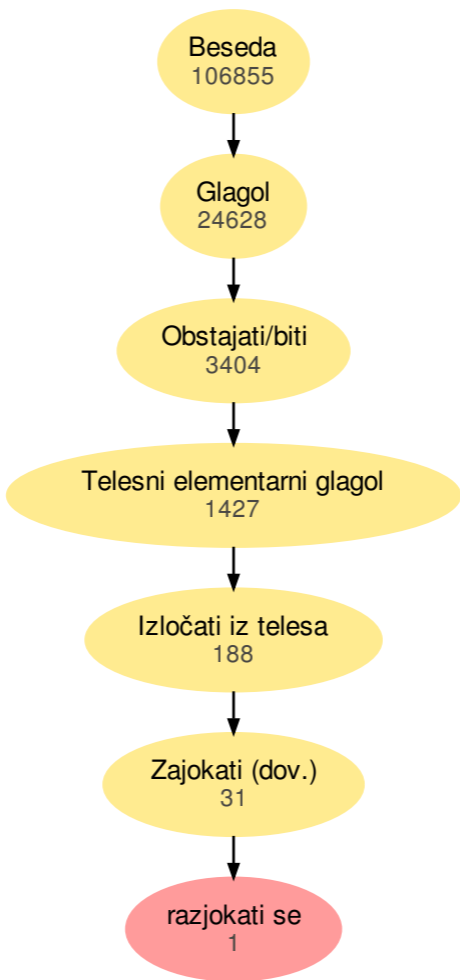 Beseda
106855
Glagol
24628
Obstajati/biti
3404
Telesni elementarni glagol
1427
Izločati iz telesa
188
Zajokati (dov.)
31
razjokati se
1